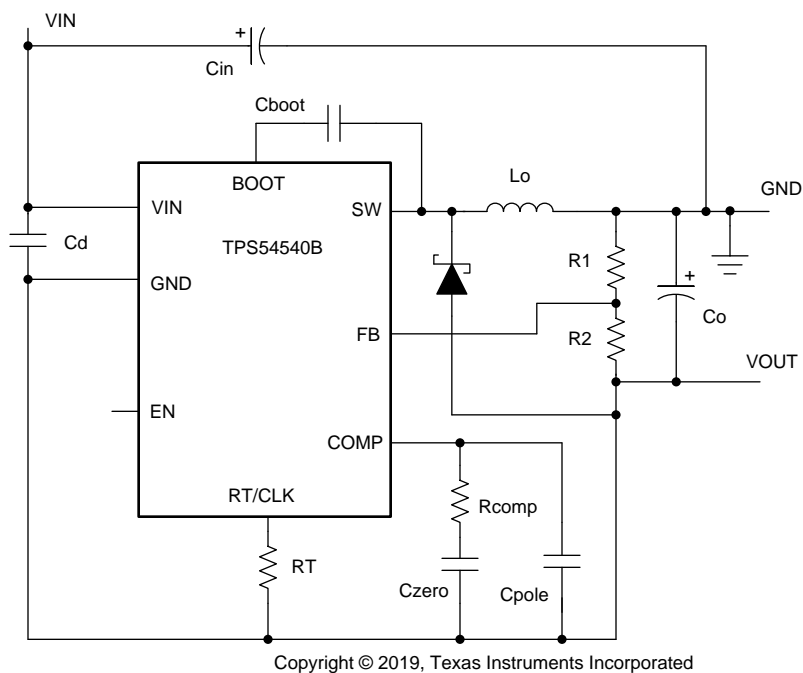 VIN
+
Cin
Cboot
BOOT
Lo
GND
VIN
SW
Cd
TPS54540B
GND
R1
+
Co
FB
R2
VOUT
EN
COMP
RT/CLK
Rcomp
RT
Czero
Cpole
Copyright © 2019, Texas Instruments Incorporated